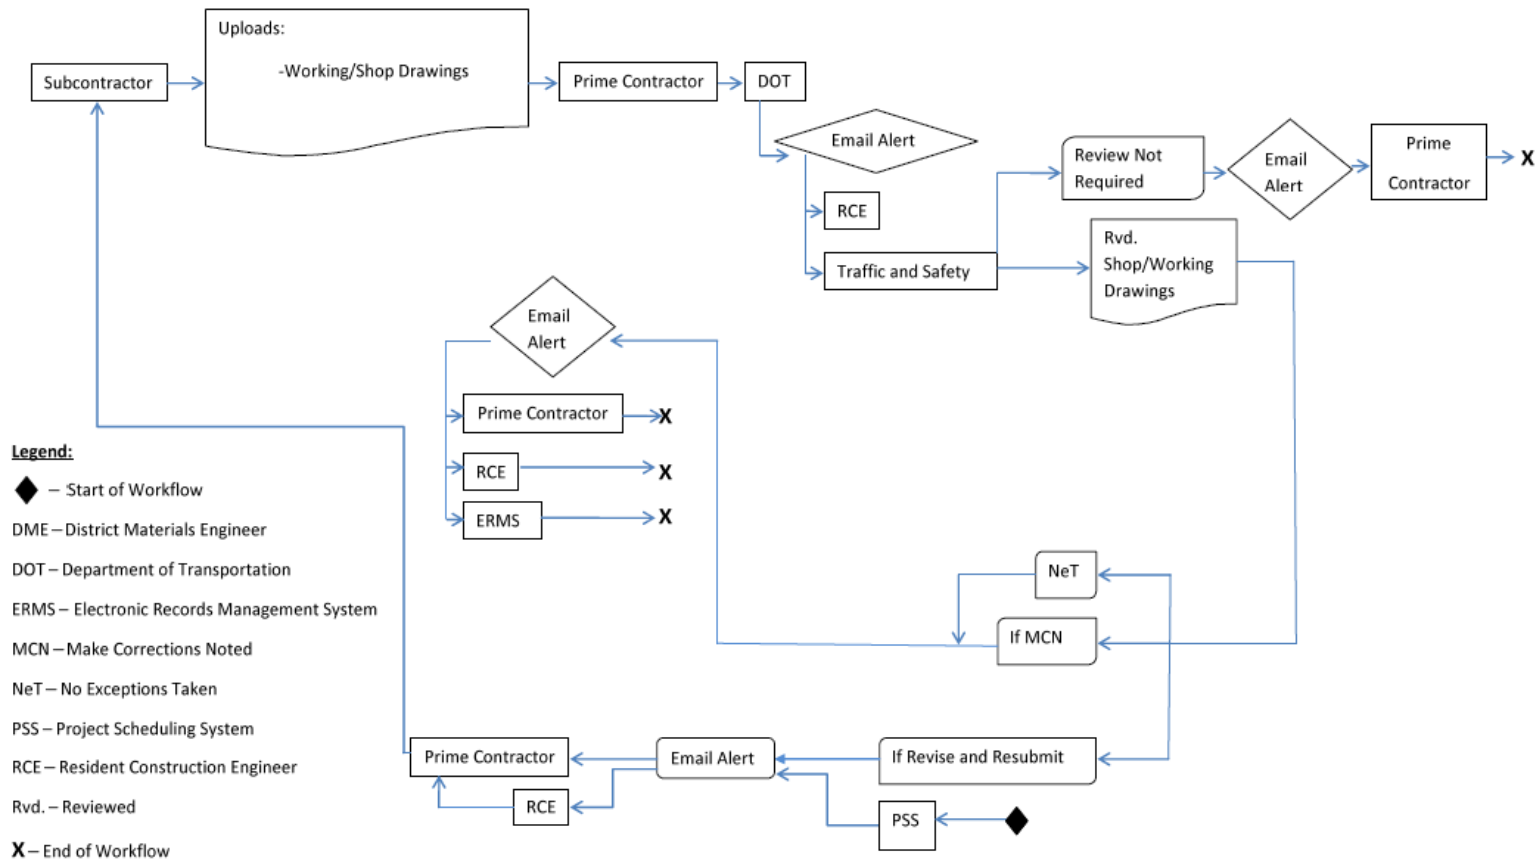 Uploads:
-Working/Shop Drawings
Subcontractor
Prime Contractor
DOT
Email Alert
RCE
Traffic and Safety
Review Not
Required
Email
Alert
Prime
Contractor
X
Rvd.
Shop/Working
Drawings
Email
Alert
Prime Contractor
X
RCE
X
ERMS
X
NeT
If MCN
If Revise and Resubmit
Email Alert
Prime Contractor
RCE
PSS
Legend:
– Start of Workflow
DME – District Materials Engineer
DOT – Department of Transportation
ERMS – Electronic Records Management System
MCN – Make Corrections Noted
NeT – No Exceptions Taken
PSS – Project Scheduling System
RCE – Resident Construction Engineer
Rvd. – Reviewed
X – End of Workflow